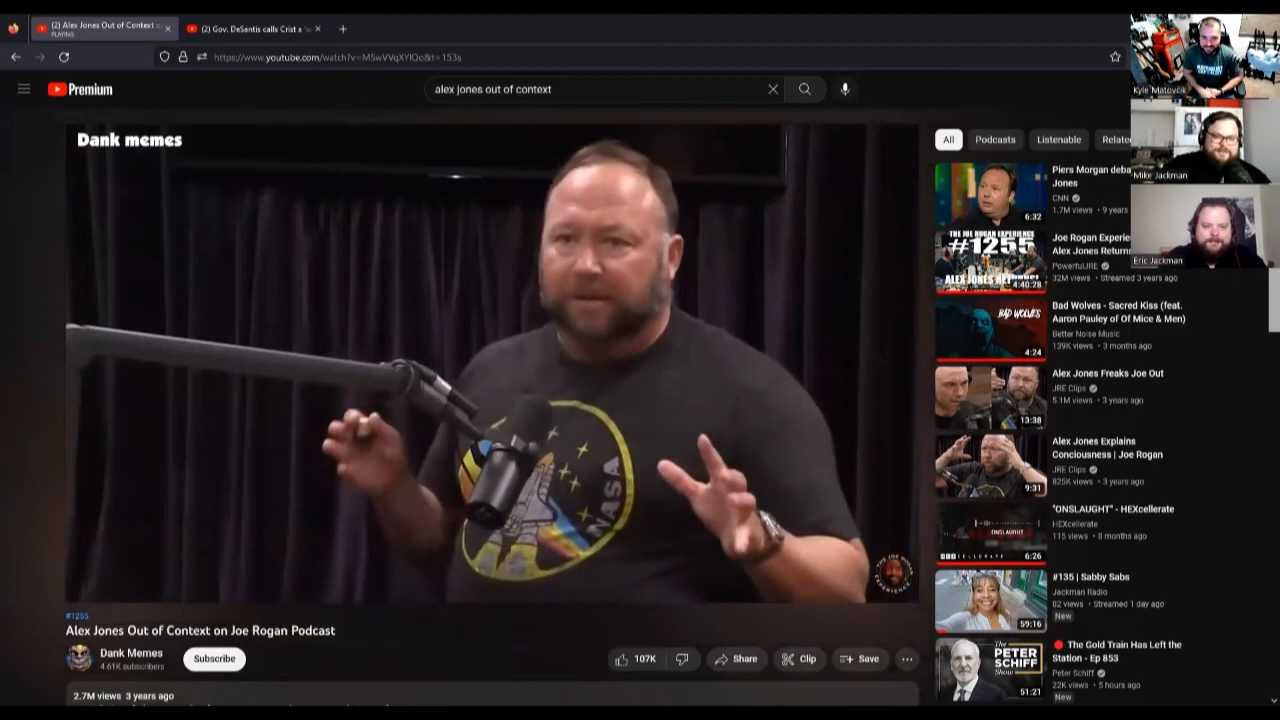 (2) Alex Jones Out of Context
PLAYING
(2) Gov. DeSantis calls Crist a
https://www.youtube.com/watch?v=M5wVVqXYIQo&t=153s
Premium
alex jones out of context
Dank memes
NASA
#1255
Alex Jones Out of Context on Joe Rogan Podcast
Dank Memes
4.61K subscribers
Subscribe
107K
Share
Clip
Save
2.7M views 3 years ago
All
Podcasts
Listenable
Relate
Kyle Matovcik
Mike Jackman
Eric Jackman
Piers Morgan deba
Jones
CNN
1.7M views • 9 years
6:32
THE JOE ROGAN EXPERIENCE
#1255
4:40:28
Joe Rogan Experie
Alex Jones Return
PowerfulJRE
32M views • Streamed 3 years ago
BAD WOLVES
4:24
Bad Wolves - Sacred Kiss (feat.
Aaron Pauley of Of Mice & Men)
Better Noise Music
139K views • 3 months ago
13:38
Alex Jones Freaks Joe Out
JRE Clips
5.1M views • 3 years ago
9:31
Alex Jones Explains
Conciousness | Joe Rogan
JRE Clips
825K views • 3 years ago
ONSLAUGHT
6:26
"ONSLAUGHT" - HEXcellerate
HEXcellerate
115 views • 8 months ago
59:16
#135 | Sabby Sabs
Jackman Radio
82 views • Streamed 1 day ago
New
The
PETER
SCHIFF
Show
51:21
The Gold Train Has Left the
Station - Ep 853
Peter Schiff
22K views • 5 hours ago
New